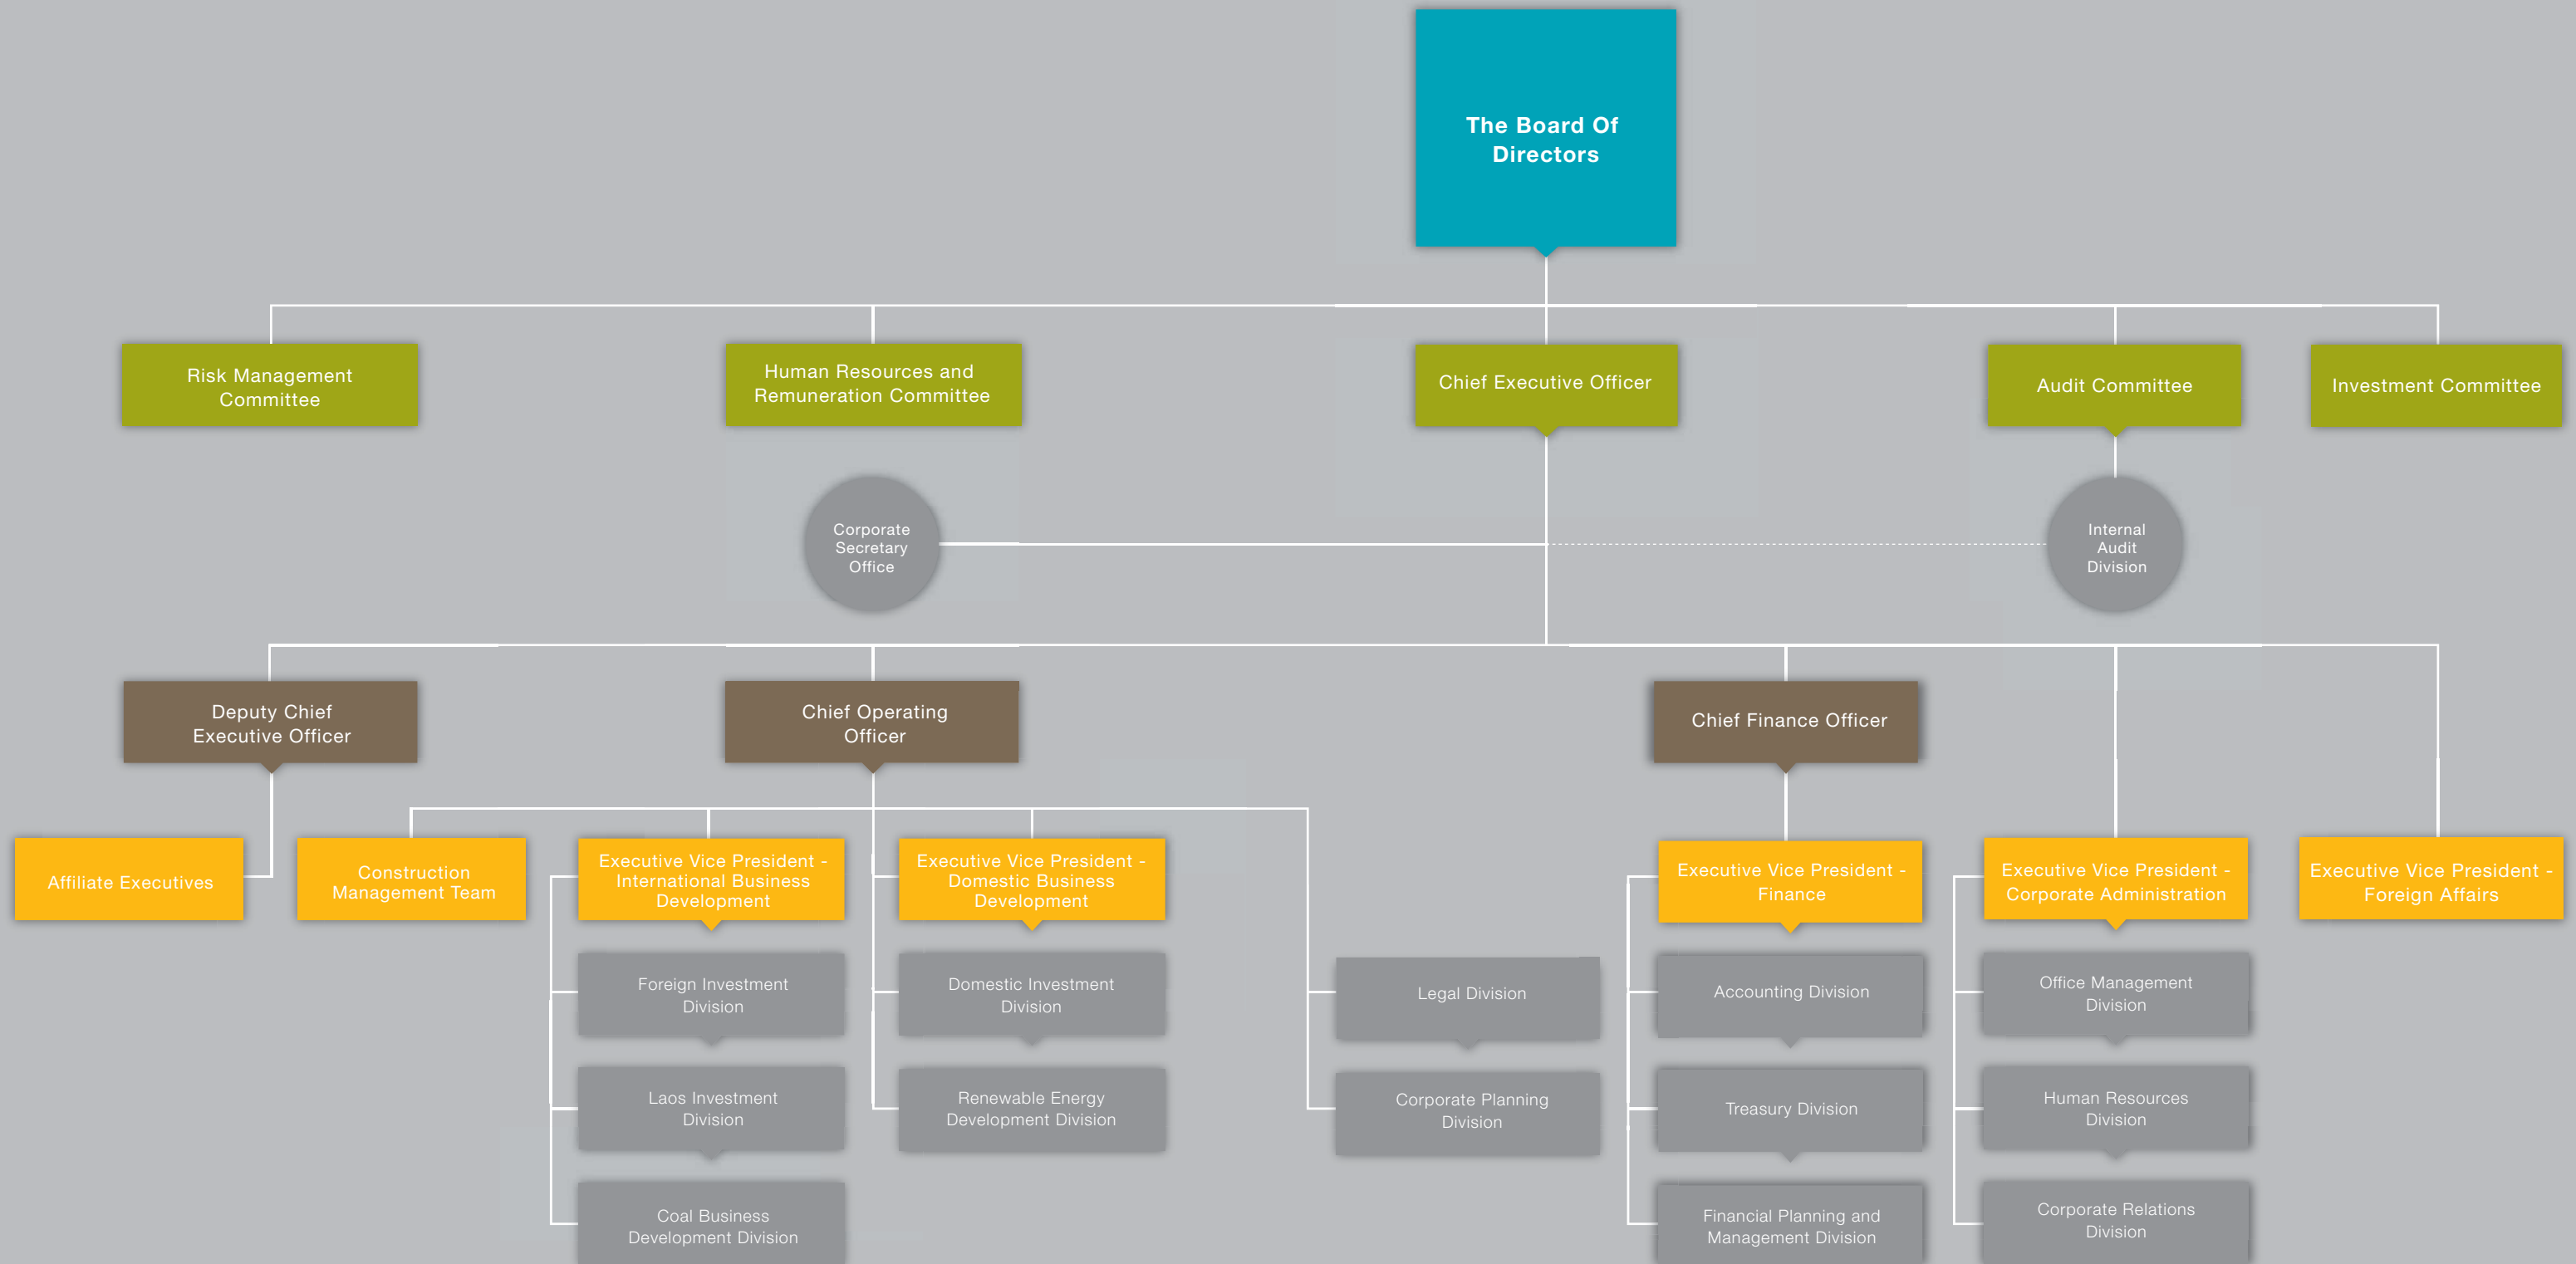 The Board Of
Directors
Risk Management
Committee
Human Resources and
Remuneration Committee
Chief Executive Officer
Audit Committee
Investment Committee
Corporate
Secretary
Office
Internal
Audit
Division
Deputy Chief
Executive Officer
Chief Operating
Officer
Chief Finance Officer
Affiliate Executives
Construction
Management Team
Executive Vice President -
International Business
Development
Executive Vice President -
Domestic Business
Development
Executive Vice President -
Finance
Executive Vice President -
Corporate Administration
Executive Vice President -
Foreign Affairs
Foreign Investment
Division
Domestic Investment
Division
Legal Division
Accounting Division
Office Management
Division
Laos Investment
Division
Renewable Energy
Development Division
Corporate Planning
Division
Treasury Division
Human Resources
Division
Coal Business
Development Division
Financial Planning and
Management Division
Corporate Relations
Division